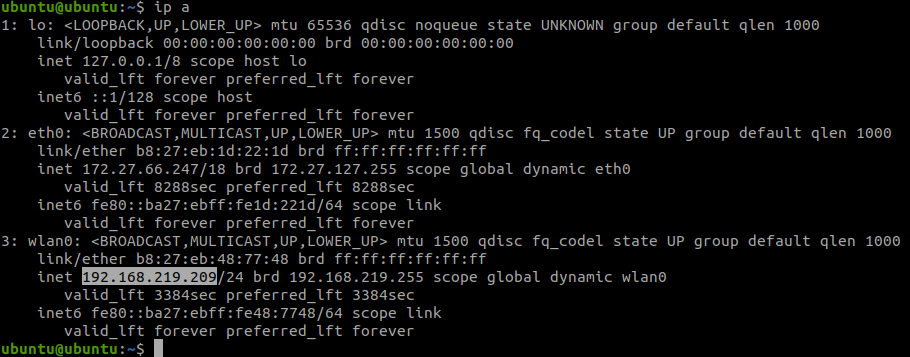 ubuntu@ubuntu:~$ ip a
1: lo: <LOOPBACK,UP,LOWER_UP> mtu 65536 qdisc noqueue state UNKNOWN group default qlen 1000
    link/loopback 00:00:00:00:00:00 brd 00:00:00:00:00:00
    inet 127.0.0.1/8 scope host lo
       valid_lft forever preferred_lft forever
    inet6 ::1/128 scope host
       valid_lft forever preferred_lft forever
2: eth0: <BROADCAST,MULTICAST,UP,LOWER_UP> mtu 1500 qdisc fq_codel state UP group default qlen 1000
    link/ether b8:27:eb:1d:22:1d brd ff:ff:ff:ff:ff:ff
    inet 172.27.66.247/18 brd 172.27.127.255 scope global dynamic eth0
       valid_lft 8288sec preferred_lft 8288sec
    inet6 fe80::ba27:ebff:fe1d:221d/64 scope link
       valid_lft forever preferred_lft forever
3: wlan0: <BROADCAST,MULTICAST,UP,LOWER_UP> mtu 1500 qdisc fq_codel state UP group default qlen 1000
    link/ether b8:27:eb:48:77:48 brd ff:ff:ff:ff:ff:ff
    inet 192.168.219.209/24 brd 192.168.219.255 scope global dynamic wlan0
       valid_lft 3384sec preferred_lft 3384sec
    inet6 fe80::ba27:ebff:fe48:7748/64 scope link
       valid_lft forever preferred_lft forever
ubuntu@ubuntu:~$